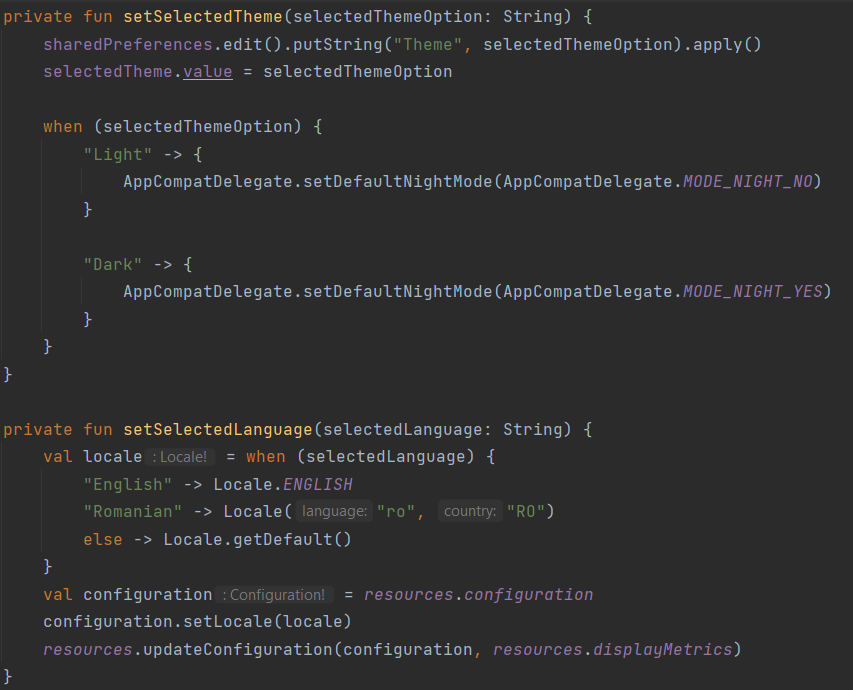 private fun setSelectedTheme(selectedThemeOption: String) {
    sharedPreferences.edit().putString("Theme", selectedThemeOption).apply()
    selectedTheme.value = selectedThemeOption

    when (selectedThemeOption) {
        "Light" -> {
            AppCompatDelegate.setDefaultNightMode(AppCompatDelegate.MODE_NIGHT_NO)
        }

        "Dark" -> {
            AppCompatDelegate.setDefaultNightMode(AppCompatDelegate.MODE_NIGHT_YES)
        }
    }
}

private fun setSelectedLanguage(selectedLanguage: String) {
    val locale : Locale! = when (selectedLanguage) {
        "English" -> Locale.ENGLISH
        "Romanian" -> Locale( language: "ro", country: "RO")
        else -> Locale.getDefault()
    }
    val configuration : Configuration! = resources.configuration
    configuration.setLocale(locale)
    resources.updateConfiguration(configuration, resources.displayMetrics)
}